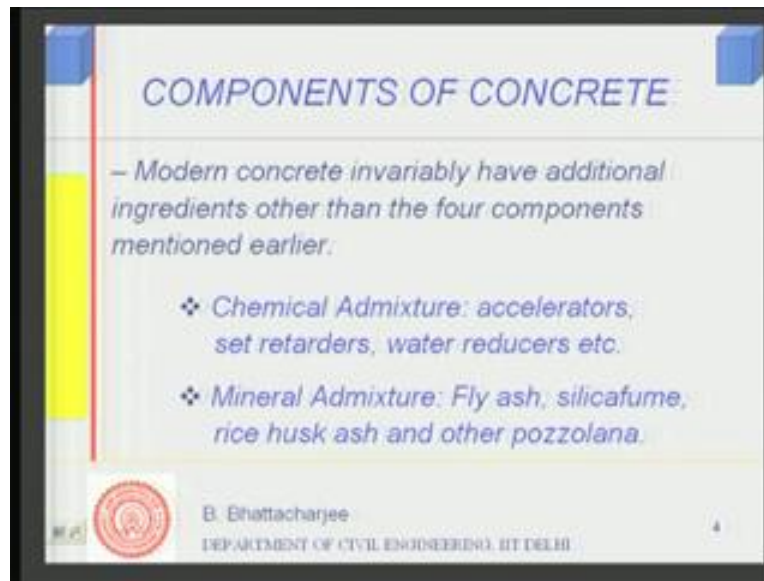 COMPONENTS OF CONCRETE
– Modern concrete invariably have additional
ingredients other than the four components
mentioned earlier.
❖ Chemical Admixture: accelerators,
set retarders, water reducers etc.
❖ Mineral Admixture: Fly ash, silicafume,
rice husk ash and other pozzolana.
B. Bhattacharjee
4
DEPARTMENT OF CIVIL ENGINEERING, IIT DELHI